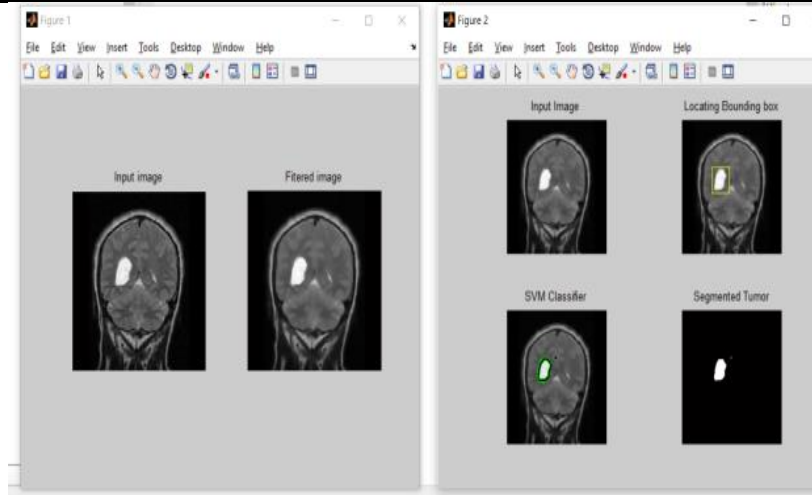 Figure 1
File Edit View Insert Tools Desktop Window Help
Input image
Fitered image
Figure 2
File Edit View Insert Tools Desktop Window Help
Input Image
Locating Bounding box
SVM Classifier
Segmented Tumor